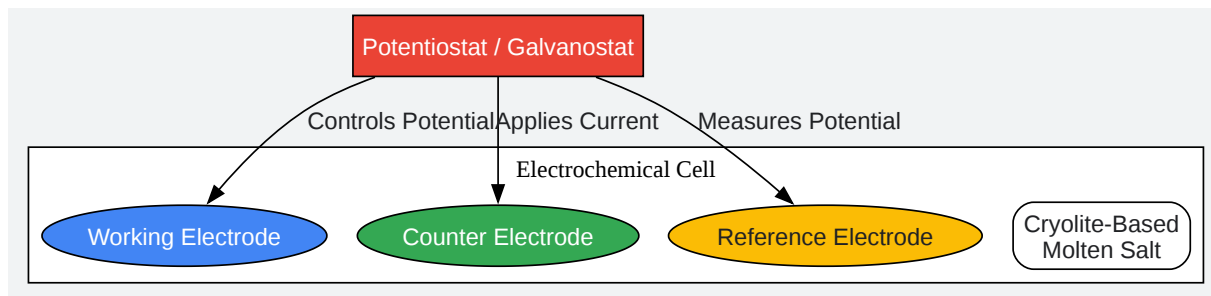 Potentiostat / Galvanostat
Controls Potential
Applies Current
Measures Potential
Electrochemical Cell
Working Electrode
Counter Electrode
Reference Electrode
Cryolite-Based
Molten Salt